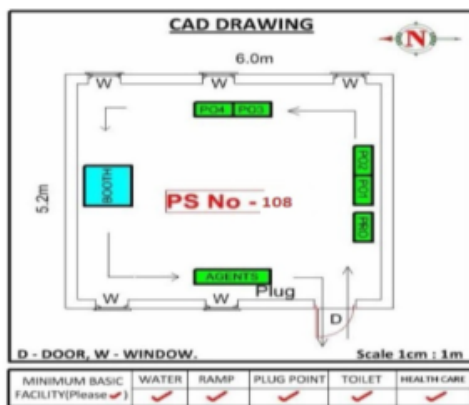 CAD DRAWING
N
6.0m
W W W
PO4 PO3
5.2m
BOOTH
PO2
PO1
PS No - 108
PRO
AGENTS
Plug
W W
D
D - DOOR, W - WINDOW. Scale 1cm : 1m
MINIMUM BASIC FACILITY(Please ✓) WATER RAMP PLUG POINT TOILET HEALTH CARE
✓ ✓ ✓ ✓ ✓